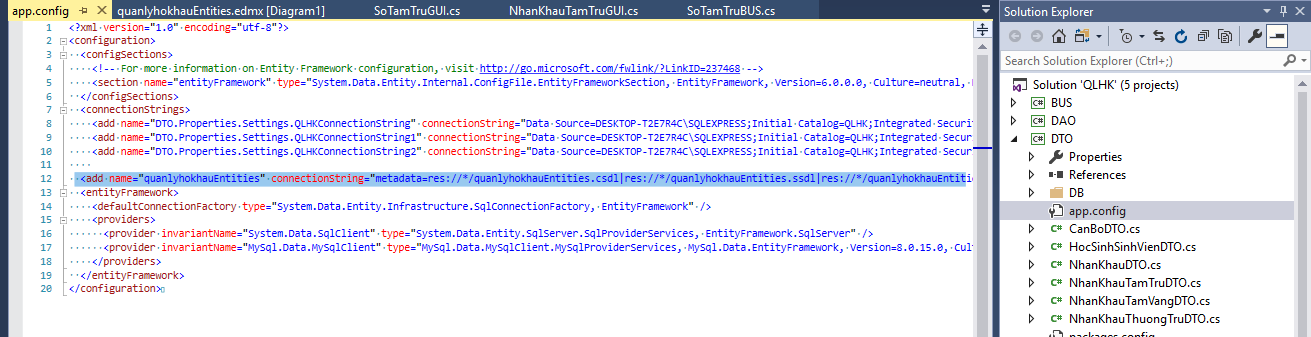 app.config
quanlyhokhauEntities.edmx [Diagram1]
SoTamTruGUI.cs
NhanKhauTamTruGUI.cs
SoTamTruBUS.cs
1 <?xml version="1.0" encoding="utf-8"?>
2 <configuration>
3 <configSections>
4 <!-- For more information on Entity Framework configuration, visit http://go.microsoft.com/fwlink/?LinkID=237468 -->
5 <section name="entityFramework" type="System.Data.Entity.Internal.ConfigFile.EntityFrameworkSection, EntityFramework, Version=6.0.0.0, Culture=neutral,
6 </configSections>
7 <connectionStrings>
8 <add name="DTO.Properties.Settings.QLHKConnectionString" connectionString="Data Source=DESKTOP-T2E7R4C\SQLEXPRESS;Initial Catalog=QLHK;Integrated Securi
9 <add name="DTO.Properties.Settings.QLHKConnectionString1" connectionString="Data Source=DESKTOP-T2E7R4C\SQLEXPRESS;Initial Catalog=QLHK;Integrated Secur
10 <add name="DTO.Properties.Settings.QLHKConnectionString2" connectionString="Data Source=DESKTOP-T2E7R4C\SQLEXPRESS;Initial Catalog=QLHK;Integrated Secur
11
12 <add name="quanlyhokhauEntities" connectionString="metadata=res://*/quanlyhokhauEntities.csdl|res://*/quanlyhokhauEntities.ssdl|res://*/quanlyhokhauEntiti
13 <entityFramework>
14 <defaultConnectionFactory type="System.Data.Entity.Infrastructure.SqlConnectionFactory, EntityFramework" />
15 <providers>
16 <provider invariantName="System.Data.SqlClient" type="System.Data.Entity.SqlServer.SqlProviderServices, EntityFramework.SqlServer" />
17 <provider invariantName="MySql.Data.MySqlClient" type="MySql.Data.MySqlClient.MySqlProviderServices, MySql.Data.EntityFramework, Version=8.0.15.0, Cul
18 </providers>
19 </entityFramework>
20 </configuration>
Solution Explorer
Search Solution Explorer (Ctrl+;)
Solution 'QLHK' (5 projects)
C# BUS
C# DAO
C# DTO
Properties
References
DB
app.config
C# CanBoDTO.cs
C# HocSinhSinhVienDTO.cs
C# NhanKhauDTO.cs
C# NhanKhauTamTruDTO.cs
C# NhanKhauTamVangDTO.cs
C# NhanKhauThuongTruDTO.cs
packages.config